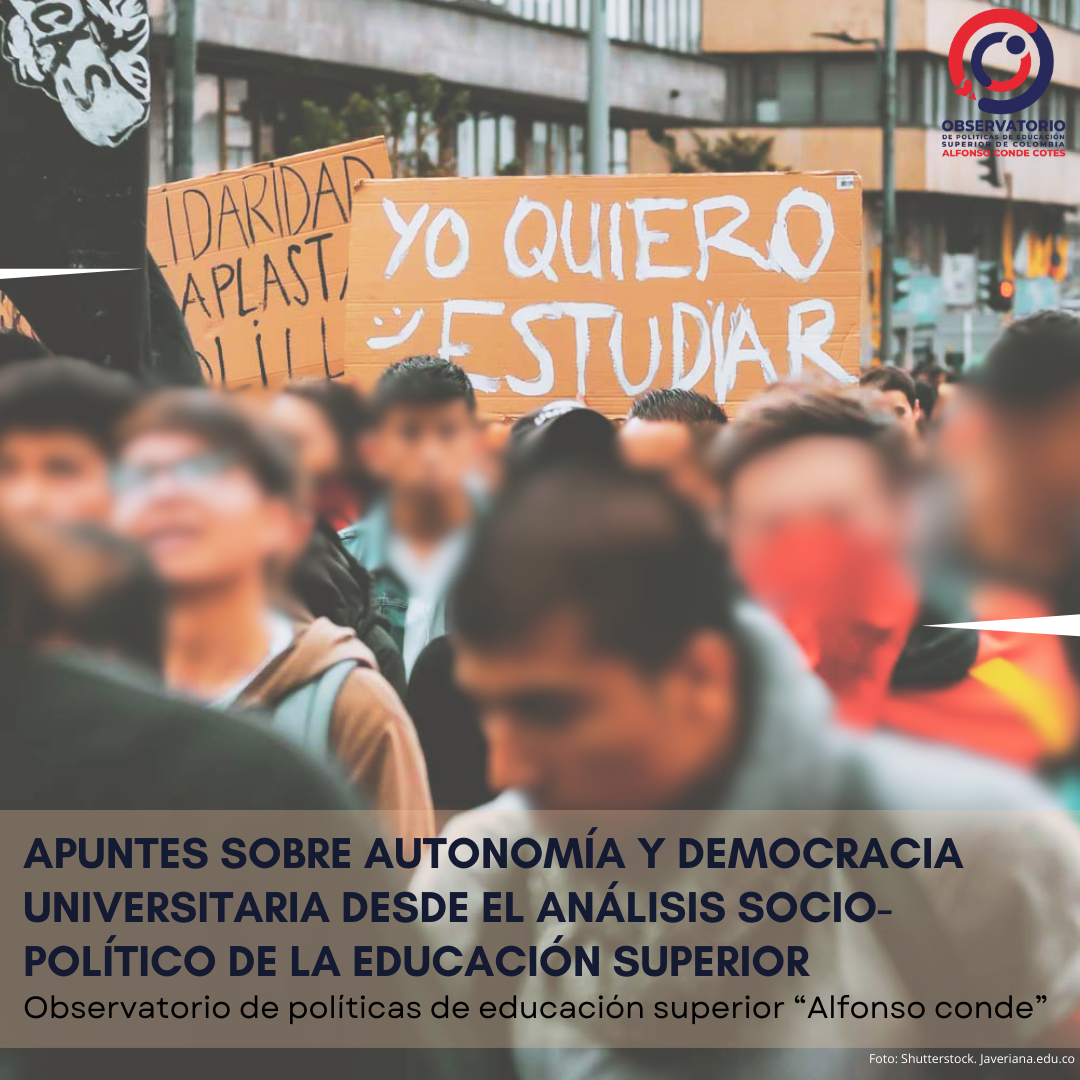 OBSERVATORIO
DE POLÍTICAS DE EDUCACIÓN
SUPERIOR DE COLOMBIA
ALFONSO CONDE COTES
IDARIDAD
APLASTA
YO QUIERO
ESTUDIAR
APUNTES SOBRE AUTONOMÍA Y DEMOCRACIA
UNIVERSITARIA DESDE EL ANÁLISIS SOCIO-
POLÍTICO DE LA EDUCACIÓN SUPERIOR
Observatorio de políticas de educación superior “Alfonso conde”
Foto: Shutterstock. Javeriana.edu.co